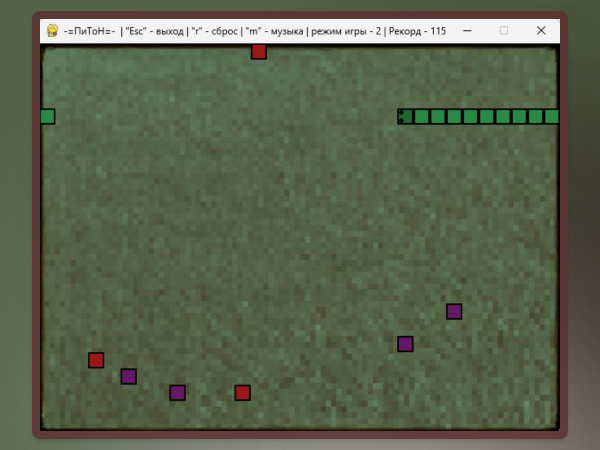 -=ПиТоН=- | "Esc" - выход | "r" - сброс | "m" - музыка | режим игры - 2 | Рекорд - 115